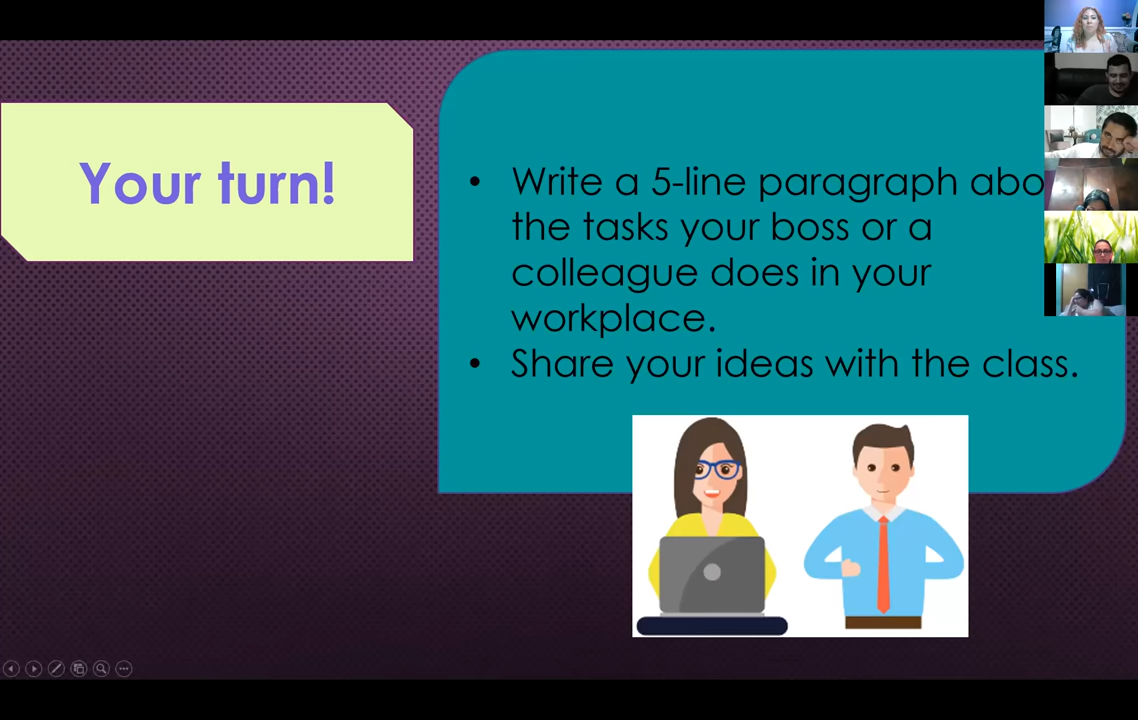 Your turn!
• Write a 5-line paragraph abo
the tasks your boss or a
colleague does in your
workplace.
• Share your ideas with the class.